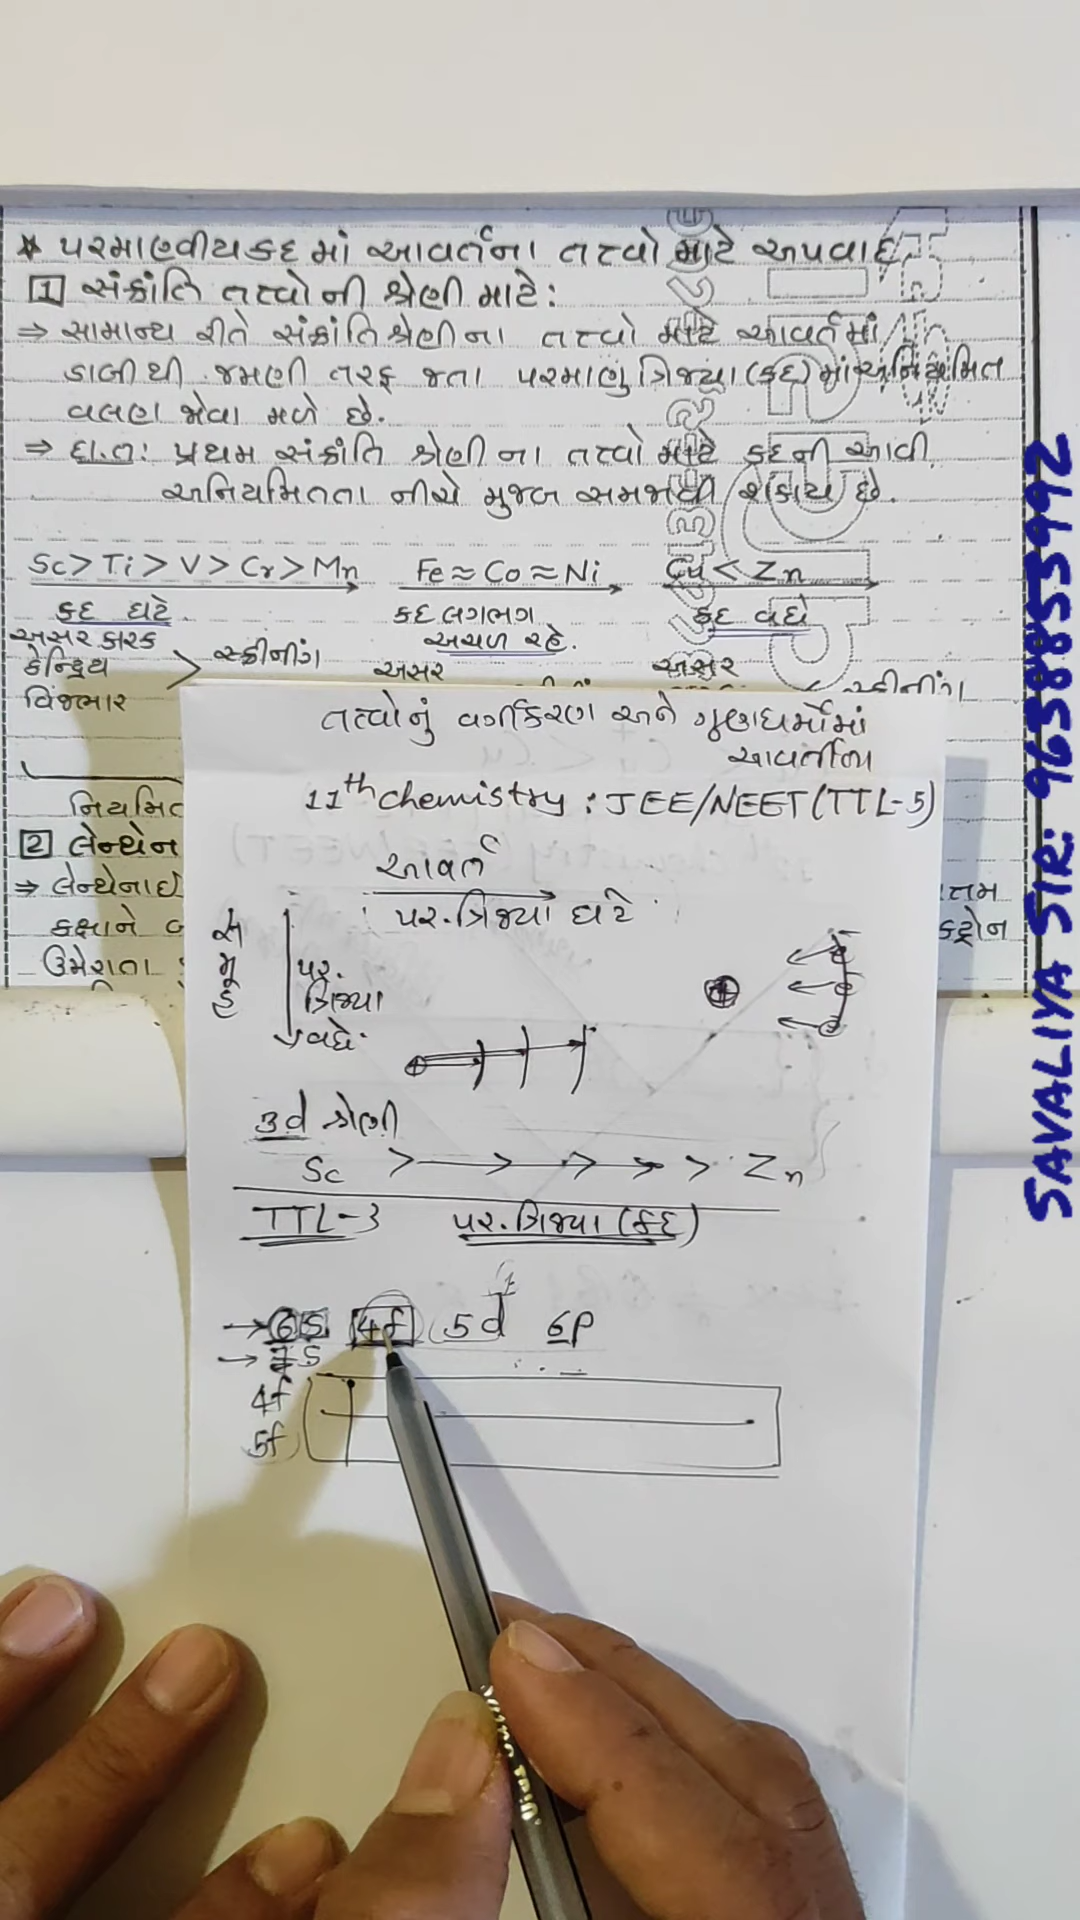 * પરમાણ્વીયકદ માં આવર્તના તત્વો માટે અપવાદ
1 સંક્રાંતિ તત્વોની શ્રેણી માટે:
⇒ સામાન્ય રીતે સંક્રાંતિશ્રેણીના તત્વો માટે આવર્તમાં
ડાબીથી જમણી તરફ જતા પરમાણુત્રિજ્યા (કદ) માં અનિયમિત
વલણ જોવા મળે છે.
⇒ દા.ત: પ્રથમ સંક્રાંતિ શ્રેણીના તત્વો માટે કદની આવી
અનિયમિતતા નીચે મુજબ સમજાવી શકાય છે.
Sc>Ti>V>Cr>Mn Fe≈Co≈Ni Cu<Zn
કદ ઘટે કદ લગભગ કદ વધે
અસરકારક અચળ રહે.
કેન્દ્રિય > સ્ક્રીનીંગ અસર અસર
વિજભાર સ્ક્રીનીંગ
તત્વોનું વર્ગીકરણ અને ગુણધર્મોમાં
આવર્તીતા
11th chemistry : JEE/NEET (TTL-5)
નિયમિત
2 લેન્થેન
આવર્ત
⇒ લેન્થેનાઇ
પર.ત્રિજ્યા ઘટે
કક્ષાને
ક્ટ્રોન
સમૂહ
પર.
ત્રિજ્યા
વધે
3d શ્રેણી
Sc > > > > > Zn
TTL-3 પર.ત્રિજ્યા (કદ)
→ 6s 4f 5d 6p
→ 7s
4f
5f
SAVALIYA SIR: 9638855992